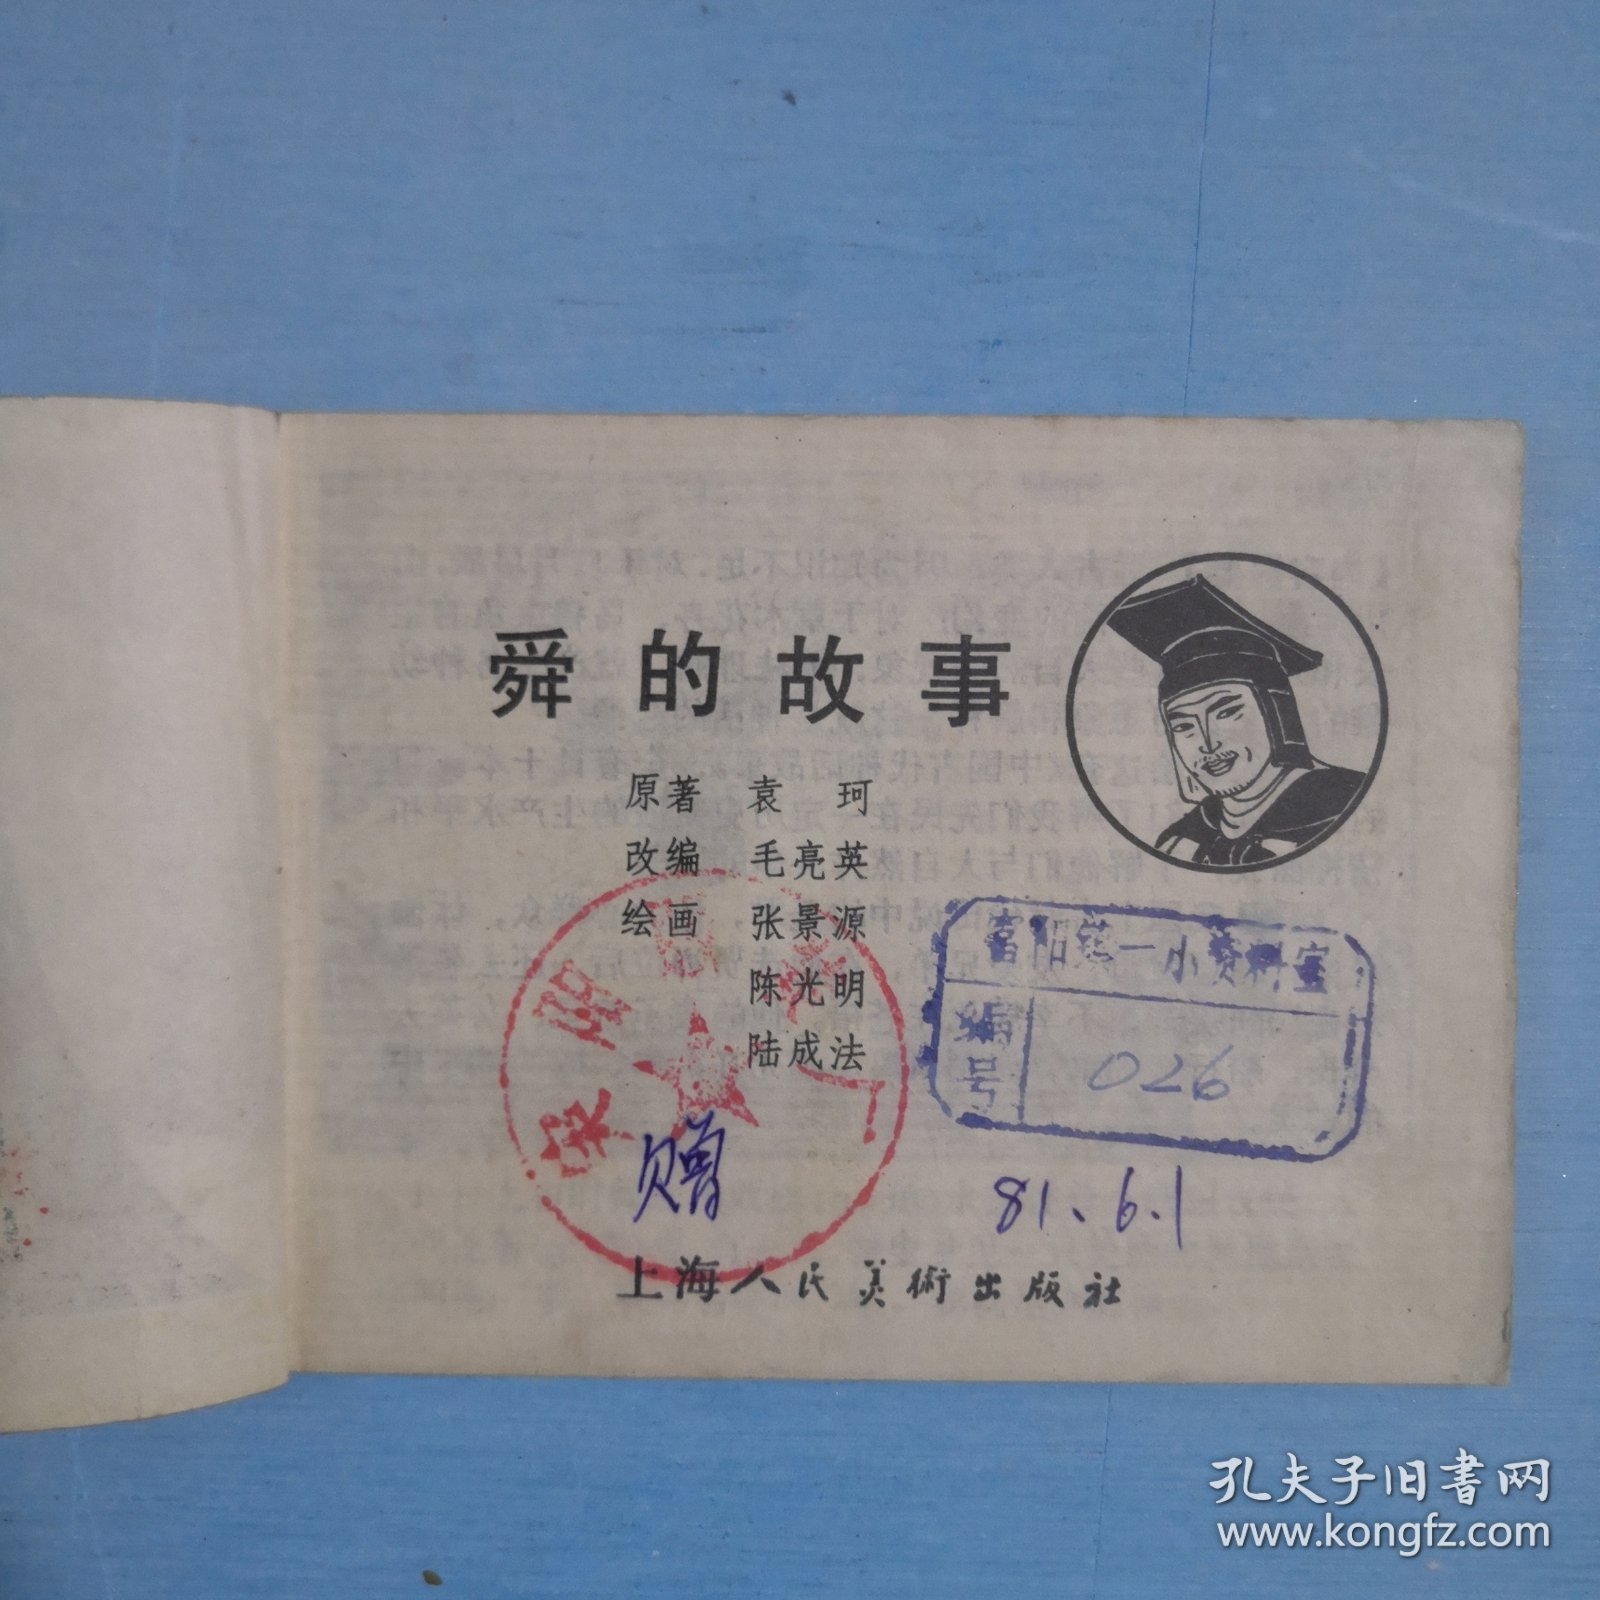 舜的故事
原著 袁珂
改编 毛亮英
绘画 张景源
陈光明
陆成法
富阳镇一小资料室
编号
026
赠
81.6.1
上海人民美術出版社
孔夫子旧书网
www.kongfz.com